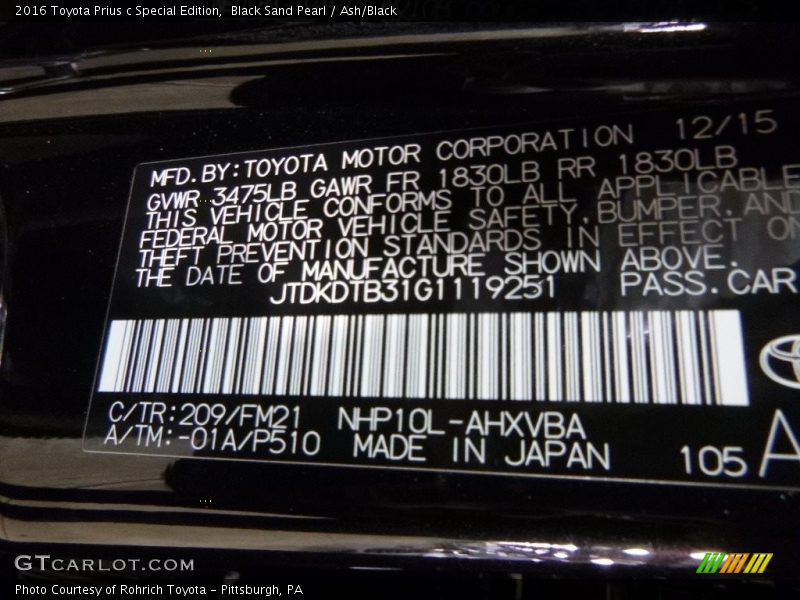 2016 Toyota Prius c Special Edition,  Black Sand Pearl / Ash/Black
MFD.BY:TOYOTA MOTOR CORPORATION 12/15
GVWR 3475LB GAWR FR 1830LB RR 1830LB
THIS VEHICLE CONFORMS TO ALL APPLICABLE
FEDERAL MOTOR VEHICLE SAFETY,BUMPER,AND
THEFT PREVENTION STANDARDS IN EFFECT ON
THE DATE OF MANUFACTURE SHOWN ABOVE.
JTDKDTB31G1119251 PASS.CAR
C/TR:209/FM21 NHP10L-AHXVBA
A/TM:-01A/P510 MADE IN JAPAN 105 A
GTCARLOT.COM
Photo Courtesy of Rohrich Toyota - Pittsburgh, PA